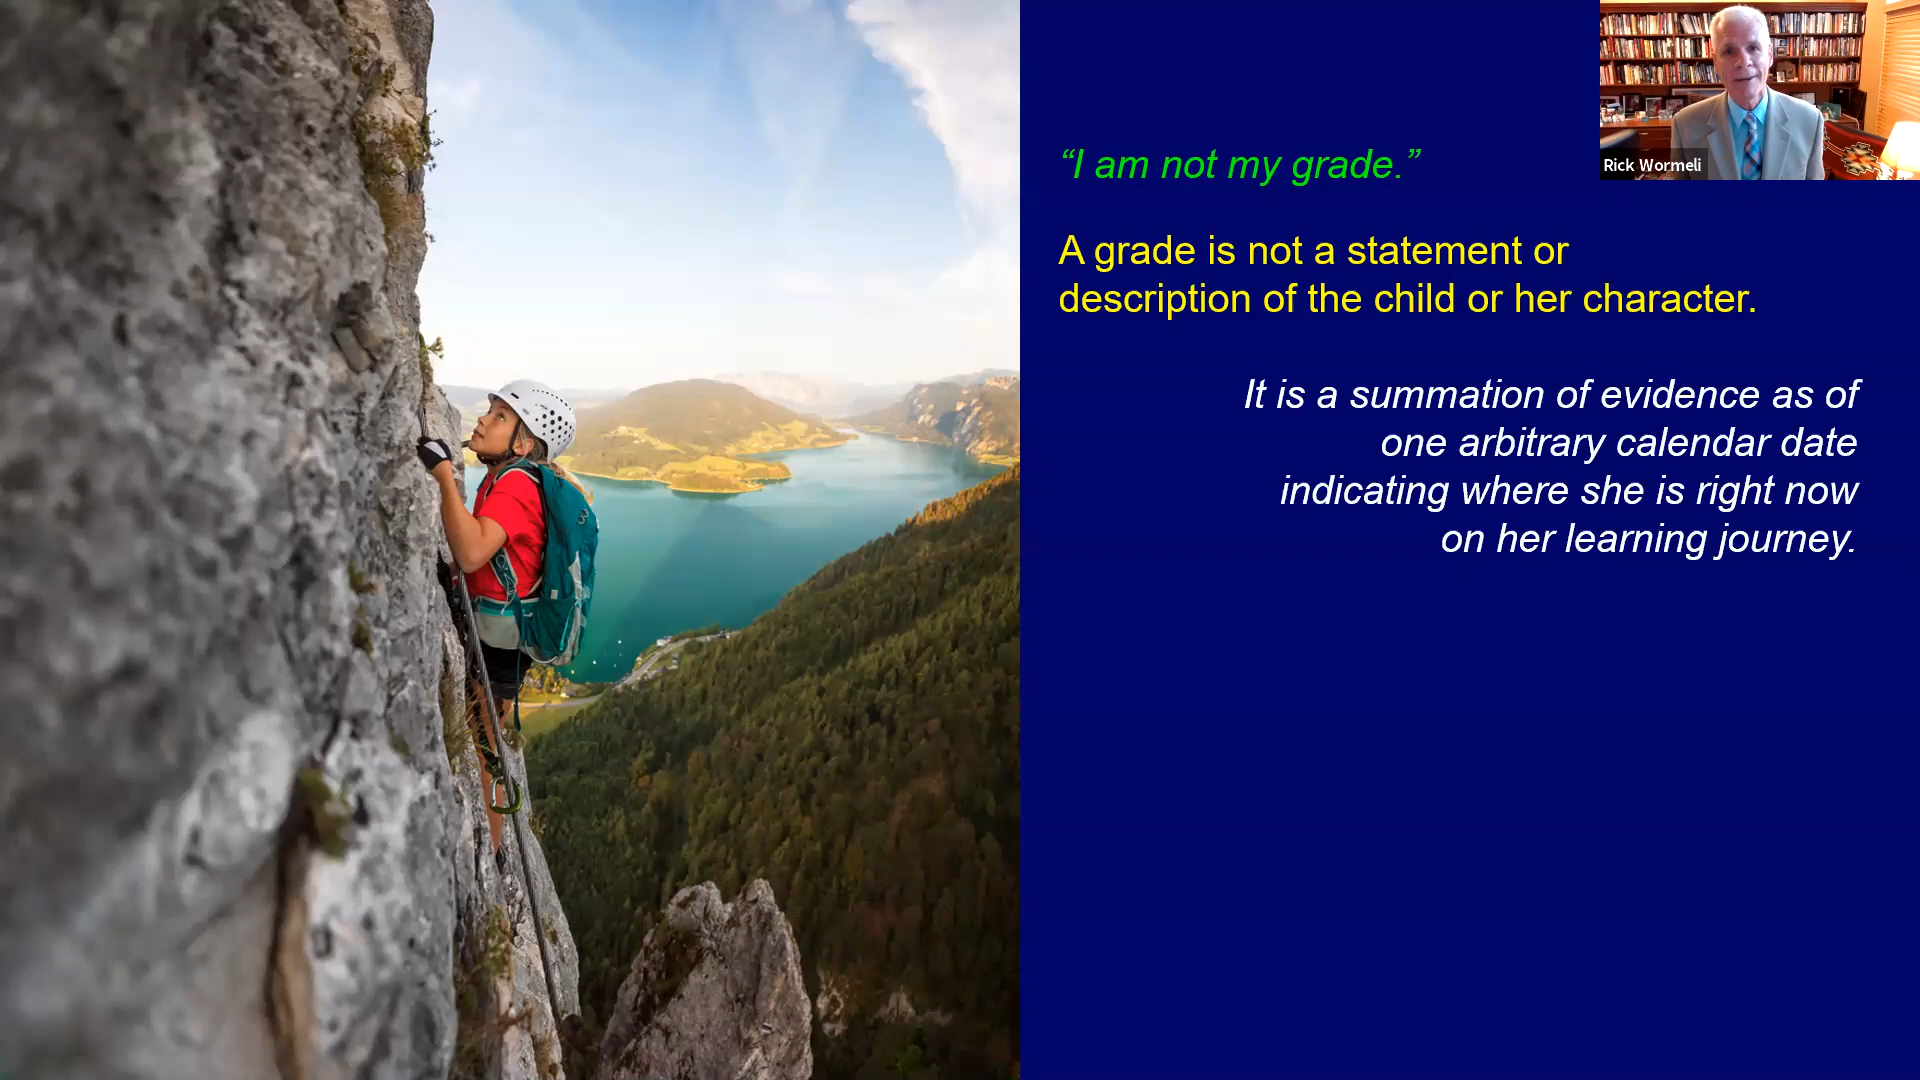 “I am not my grade.”
A grade is not a statement or
description of the child or her character.
It is a summation of evidence as of
one arbitrary calendar date
indicating where she is right now
on her learning journey.
Rick Wormeli